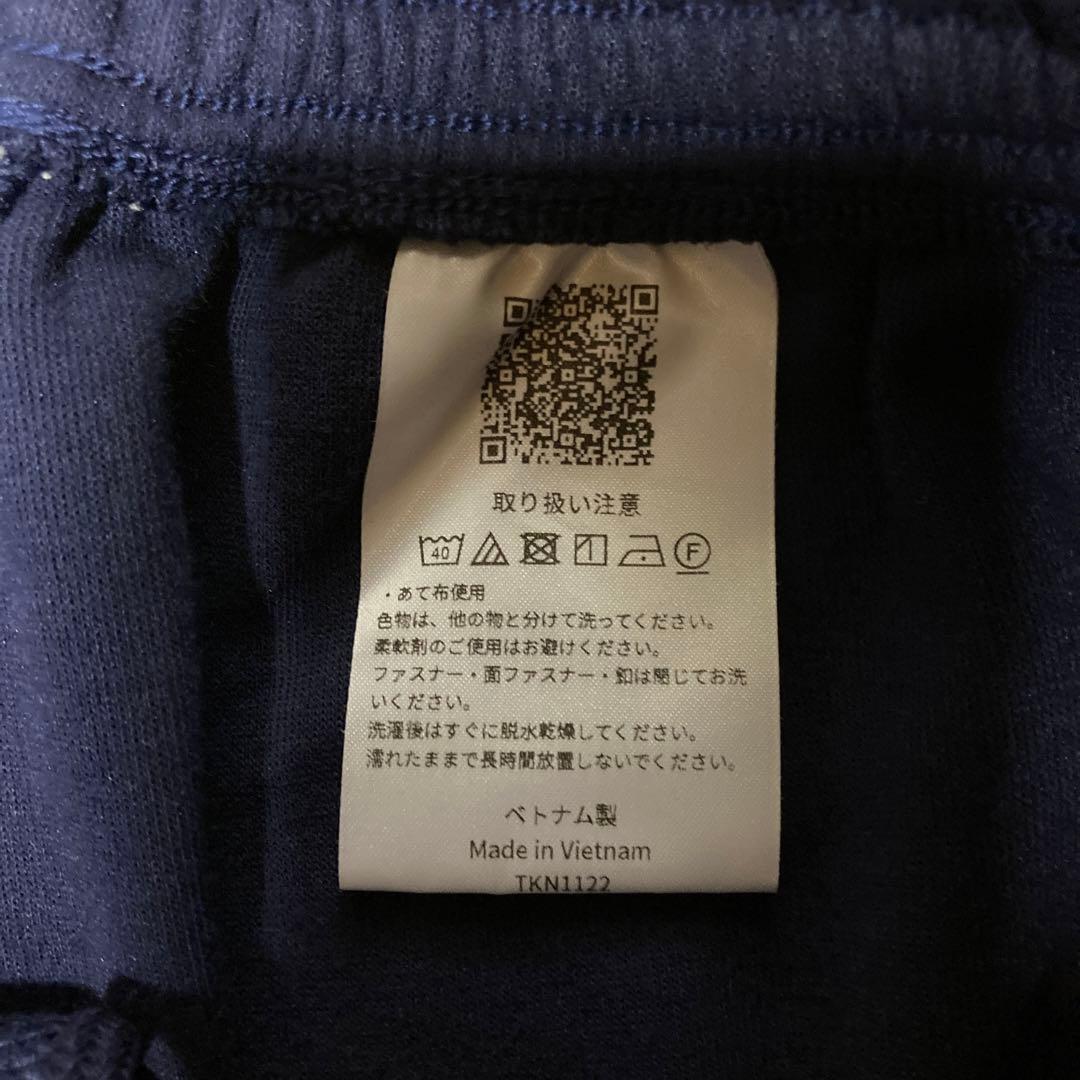 取り扱い注意
40 F
・あて布使用
色物は、他の物と分けて洗ってください。
柔軟剤のご使用はお避けください。
ファスナー・面ファスナー・釦は閉じてお洗
いください。
洗濯後はすぐに脱水乾燥してください。
濡れたままで長時間放置しないでください。
ベトナム製
Made in Vietnam
TKN1122